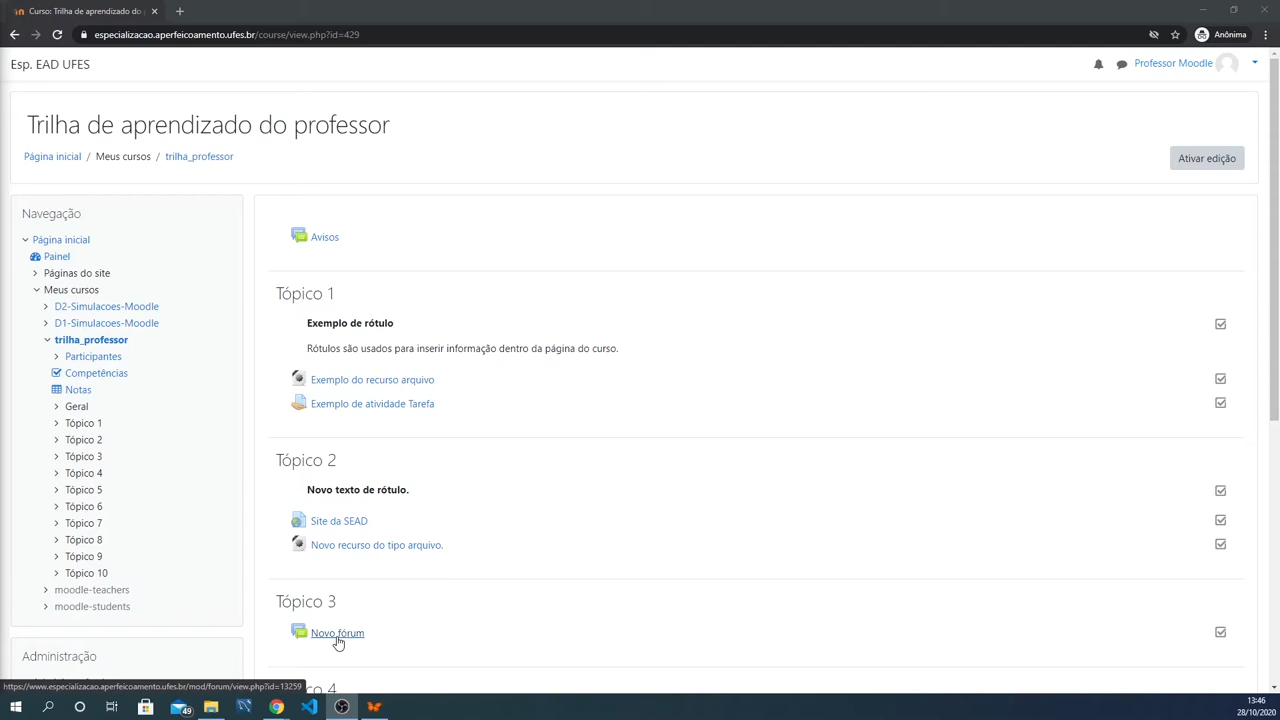 Curso: Trilha de aprendizado do p
especializacao.aperfeicoamento.ufes.br/course/view.php?id=429
Anônima
Esp. EAD UFES
Professor Moodle
Trilha de aprendizado do professor
Página inicial / Meus cursos / trilha_professor
Ativar edição
Navegação
Página inicial
Painel
Páginas do site
Meus cursos
D2-Simulacoes-Moodle
D1-Simulacoes-Moodle
trilha_professor
Participantes
Competências
Notas
Geral
Tópico 1
Tópico 2
Tópico 3
Tópico 4
Tópico 5
Tópico 6
Tópico 7
Tópico 8
Tópico 9
Tópico 10
moodle-teachers
moodle-students
Administração
Avisos
Tópico 1
Exemplo de rótulo
Rótulos são usados para inserir informação dentro da página do curso.
Exemplo do recurso arquivo
Exemplo de atividade Tarefa
Tópico 2
Novo texto de rótulo.
Site da SEAD
Novo recurso do tipo arquivo.
Tópico 3
Novo fórum
co 4
https://www.especializacao.aperfeicoamento.ufes.br/mod/forum/view.php?id=13259
49
13:46
28/10/2020